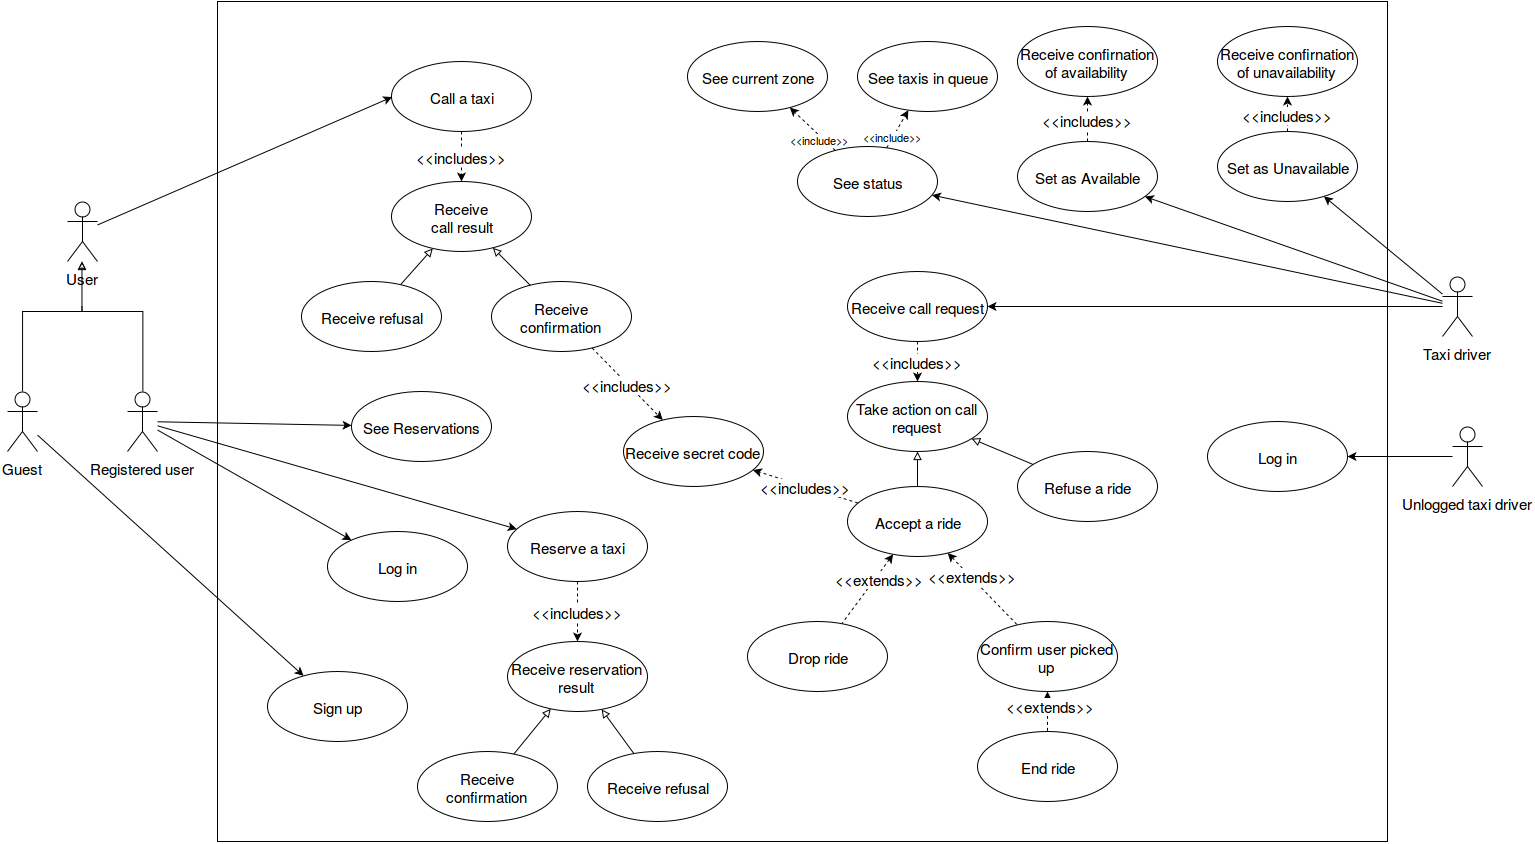 Receive confirnation
of availability
Receive confirnation
of unavailability
See current zone
See taxis in queue
Call a taxi
<<includes>>
<<includes>>
<<include>>
<<include>>
<<includes>>
See status
Set as Available
Set as Unavailable
Receive
call result
User
Receive refusal
Receive
confirmation
Receive call request
Taxi driver
<<includes>>
<<includes>>
Take action on call
request
See Reservations
Receive secret code
Log in
Guest
Registered user
<<includes>>
Refuse a ride
Unlogged taxi driver
Accept a ride
Reserve a taxi
Log in
<<extends>>
<<extends>>
<<includes>>
Drop ride
Confirm user picked
up
Receive reservation
result
Sign up
<<extends>>
End ride
Receive
confirmation
Receive refusal